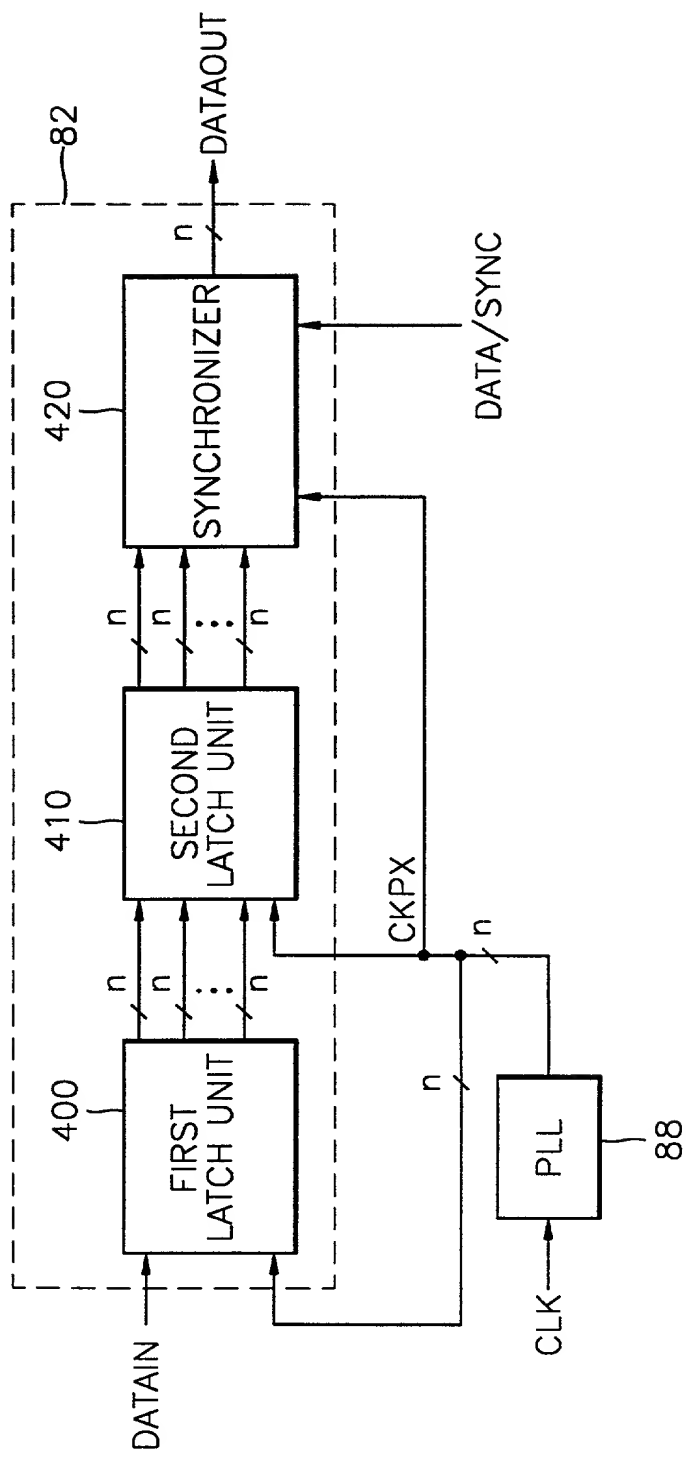 82
400
410
420
DATAIN
FIRST
LATCH UNIT
n
n
n
SECOND
LATCH UNIT
n
n
n
SYNCHRONIZER
n
DATAOUT
CKPX
DATA/SYNC
n
n
CLK
PLL
88